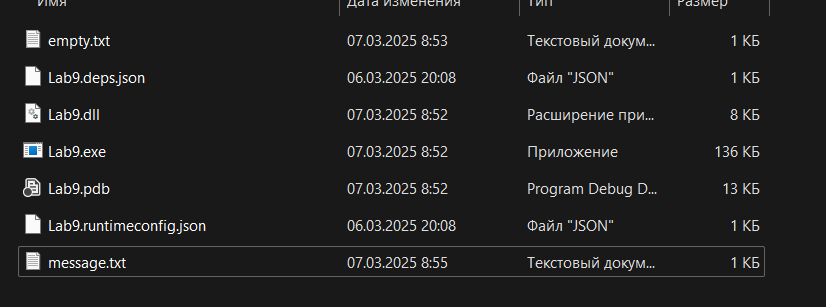 Имя Дата изменения Тип Размер
empty.txt 07.03.2025 8:53 Текстовый докум... 1 КБ
Lab9.deps.json 06.03.2025 20:08 Файл "JSON" 1 КБ
Lab9.dll 07.03.2025 8:52 Расширение при... 8 КБ
Lab9.exe 07.03.2025 8:52 Приложение 136 КБ
Lab9.pdb 07.03.2025 8:52 Program Debug D... 13 КБ
Lab9.runtimeconfig.json 06.03.2025 20:08 Файл "JSON" 1 КБ
message.txt 07.03.2025 8:55 Текстовый докум... 1 КБ